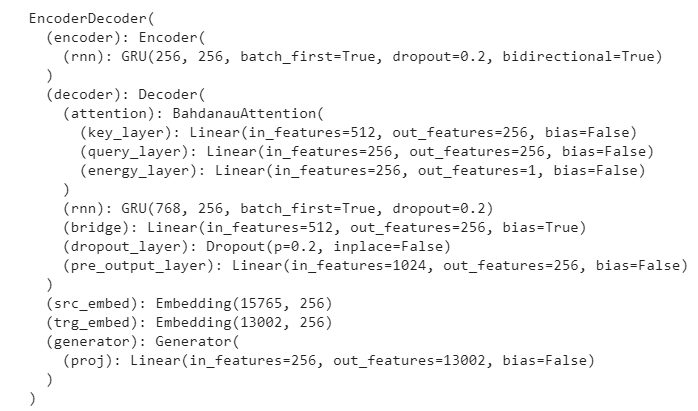 EncoderDecoder(
  (encoder): Encoder(
    (rnn): GRU(256, 256, batch_first=True, dropout=0.2, bidirectional=True)
  )
  (decoder): Decoder(
    (attention): BahdanauAttention(
      (key_layer): Linear(in_features=512, out_features=256, bias=False)
      (query_layer): Linear(in_features=256, out_features=256, bias=False)
      (energy_layer): Linear(in_features=256, out_features=1, bias=False)
    )
    (rnn): GRU(768, 256, batch_first=True, dropout=0.2)
    (bridge): Linear(in_features=512, out_features=256, bias=True)
    (dropout_layer): Dropout(p=0.2, inplace=False)
    (pre_output_layer): Linear(in_features=1024, out_features=256, bias=False)
  )
  (src_embed): Embedding(15765, 256)
  (trg_embed): Embedding(13002, 256)
  (generator): Generator(
    (proj): Linear(in_features=256, out_features=13002, bias=False)
  )
)